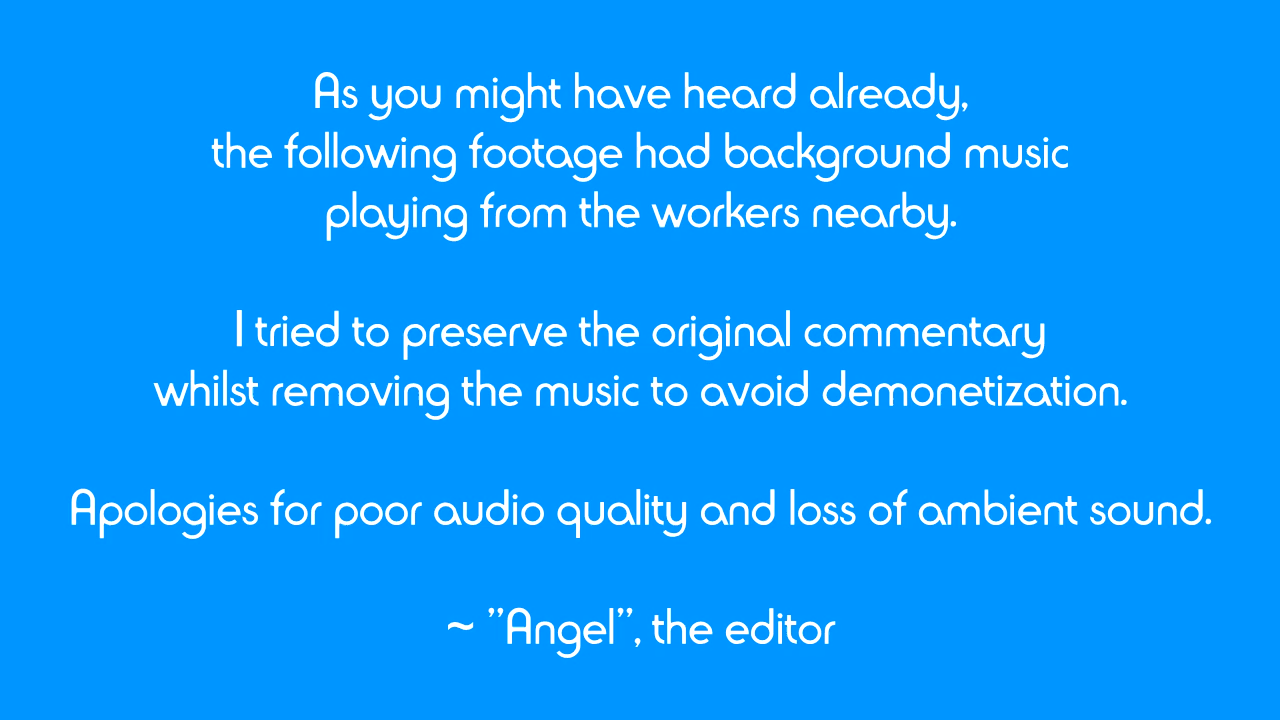 As you might have heard already,
the following footage had background music
playing from the workers nearby.
I tried to preserve the original commentary
whilst removing the music to avoid demonetization.
Apologies for poor audio quality and loss of ambient sound.
~ ”Angel”, the editor